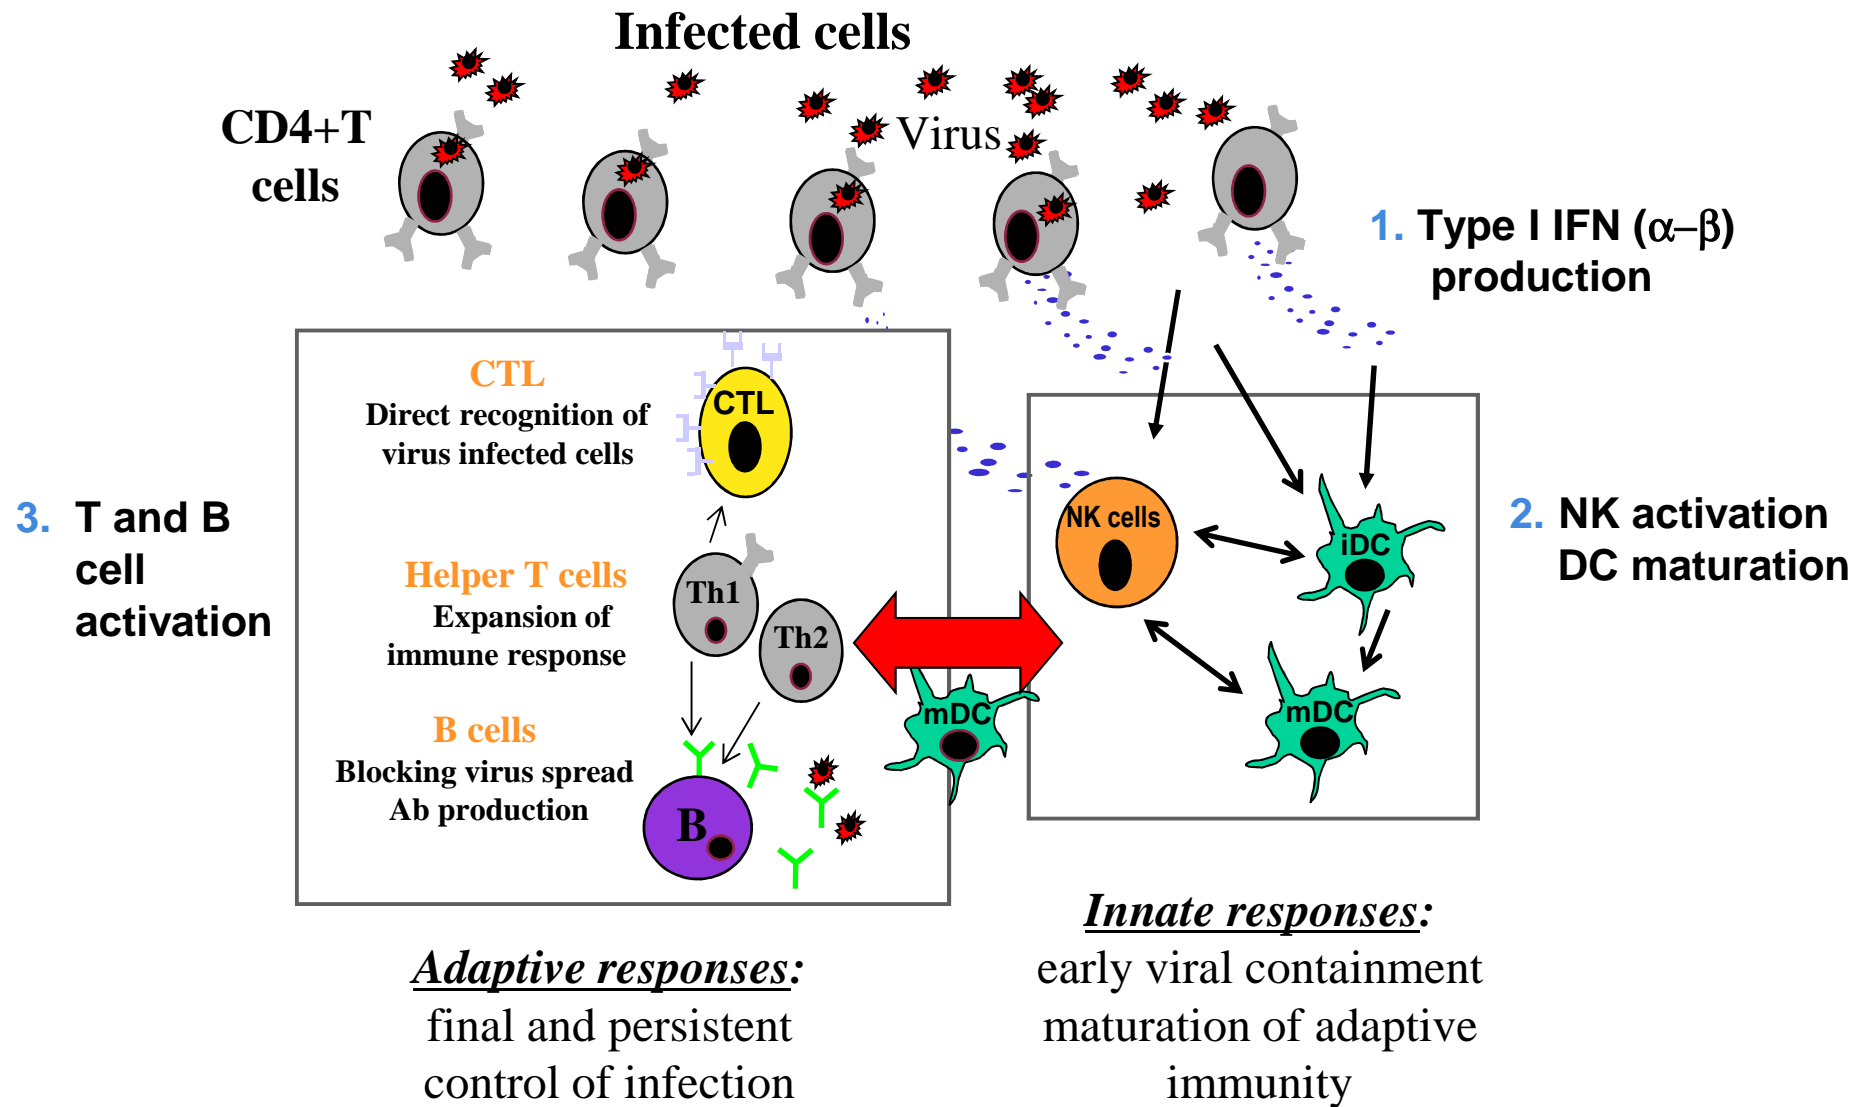 Infected cells
CD4+T
cells
Virus
1. Type I IFN (α–β)
production
CTL
Direct recognition of
virus infected cells
CTL
3. T and B
cell
activation
Helper T cells
Expansion of
immune response
Th1
Th2
B cells
Blocking virus spread
Ab production
B
mDC
NK cells
iDC
mDC
2. NK activation
DC maturation
Adaptive responses:
final and persistent
control of infection
Innate responses:
early viral containment
maturation of adaptive
immunity